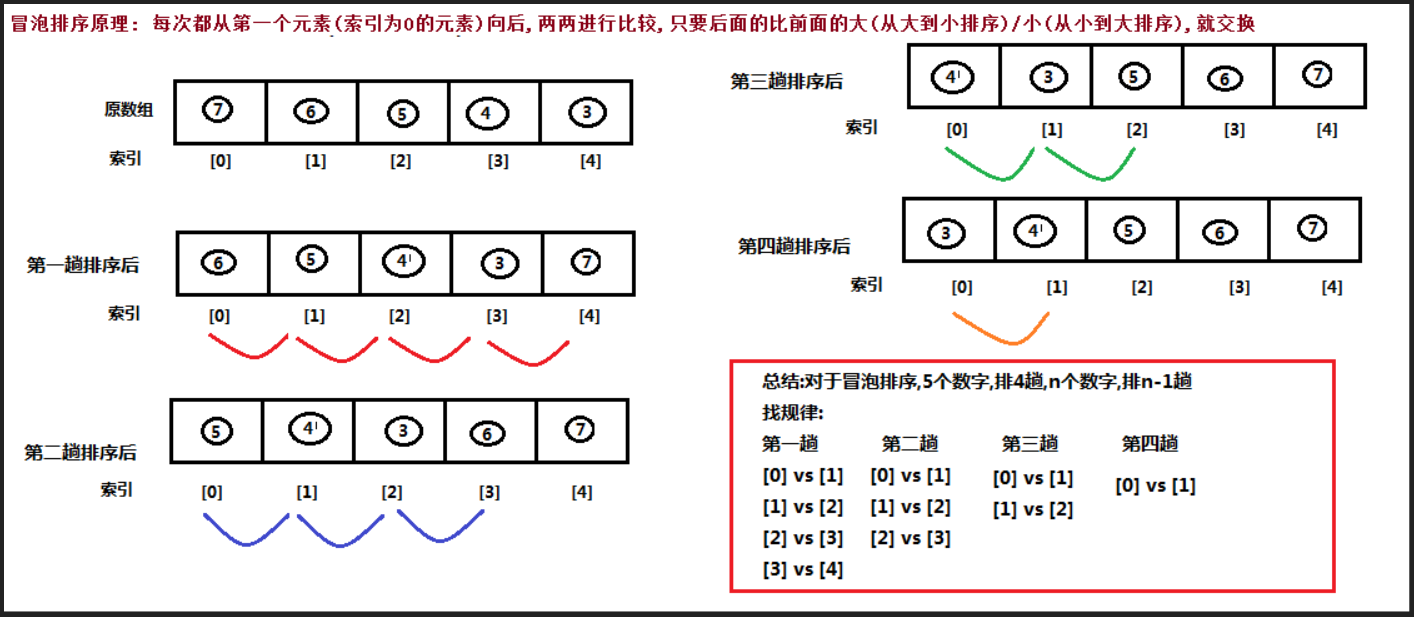 冒泡排序原理: 每次都从第一个元素(索引为0的元素)向后,两两进行比较,只要后面的比前面的大(从大到小排序)/小(从小到大排序),就交换
原数组 7 6 5 4 3
索引 [0] [1] [2] [3] [4]
第一趟排序后 6 5 4 3 7
索引 [0] [1] [2] [3] [4]
第二趟排序后 5 4 3 6 7
索引 [0] [1] [2] [3] [4]
第三趟排序后 4 3 5 6 7
索引 [0] [1] [2] [3] [4]
第四趟排序后 3 4 5 6 7
索引 [0] [1] [2] [3] [4]
总结:对于冒泡排序,5个数字,排4趟,n个数字,排n-1趟
找规律:
第一趟 第二趟 第三趟 第四趟
[0] vs [1] [0] vs [1] [0] vs [1] [0] vs [1]
[1] vs [2] [1] vs [2] [1] vs [2]
[2] vs [3] [2] vs [3]
[3] vs [4]